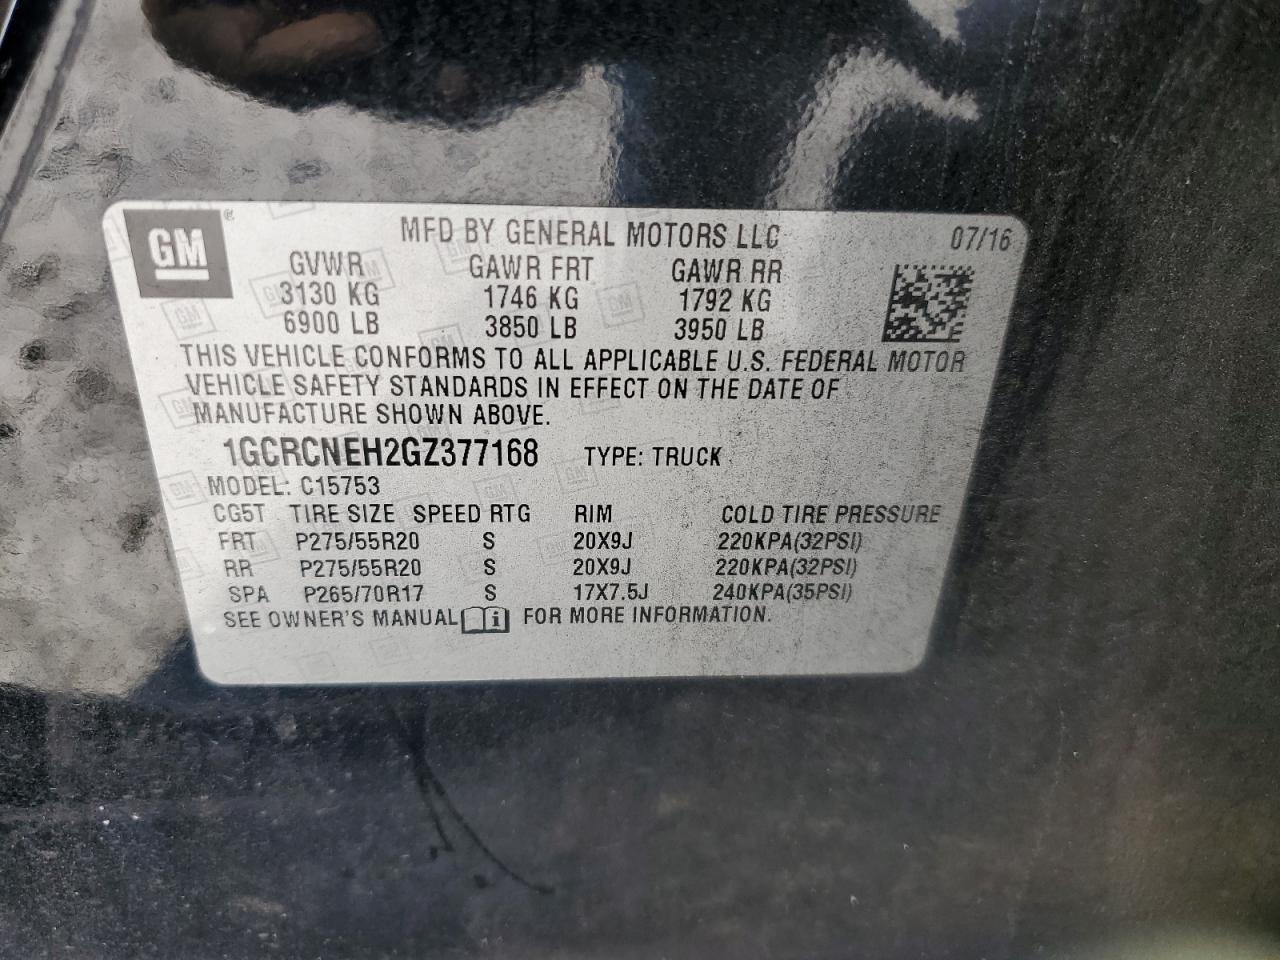 GM®
MFD BY GENERAL MOTORS LLC 07/16
GVWR GAWR FRT GAWR RR
3130 KG 1746 KG 1792 KG
6900 LB 3850 LB 3950 LB
THIS VEHICLE CONFORMS TO ALL APPLICABLE U.S. FEDERAL MOTOR
VEHICLE SAFETY STANDARDS IN EFFECT ON THE DATE OF
MANUFACTURE SHOWN ABOVE.
1GCRCNEH2GZ377168 TYPE: TRUCK
MODEL: C15753
CG5T TIRE SIZE SPEED RTG RIM COLD TIRE PRESSURE
FRT P275/55R20 S 20X9J 220KPA(32PSI)
RR P275/55R20 S 20X9J 220KPA(32PSI)
SPA P265/70R17 S 17X7.5J 240KPA(35PSI)
SEE OWNER'S MANUAL i FOR MORE INFORMATION.